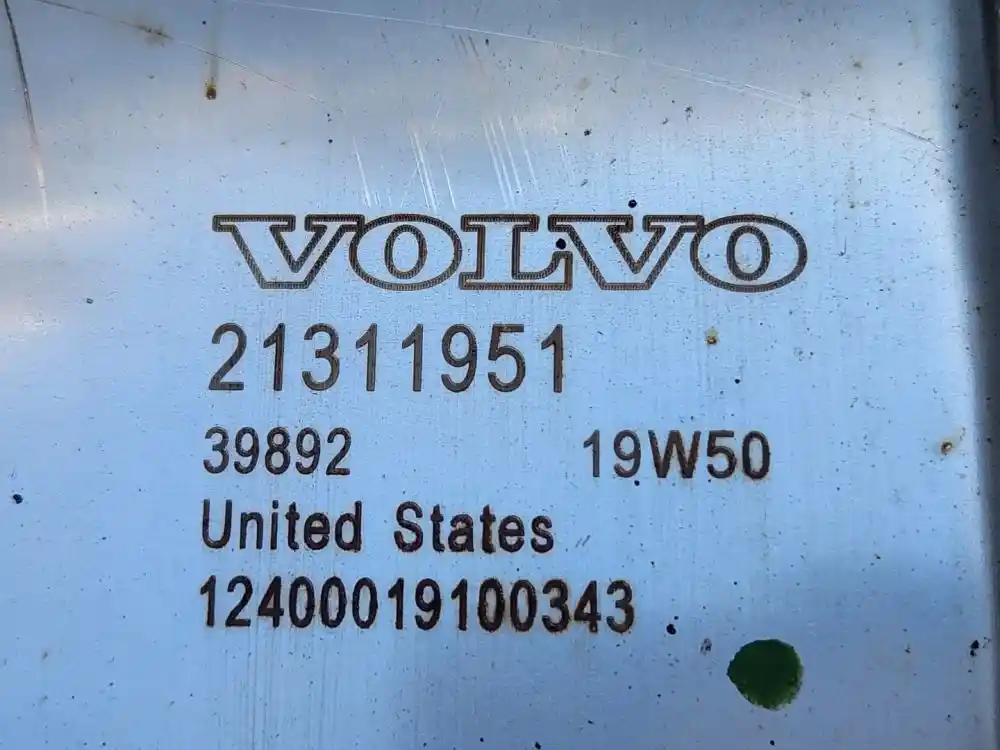 VOLVO
21311951
39892 19W50
United States
12400019100343